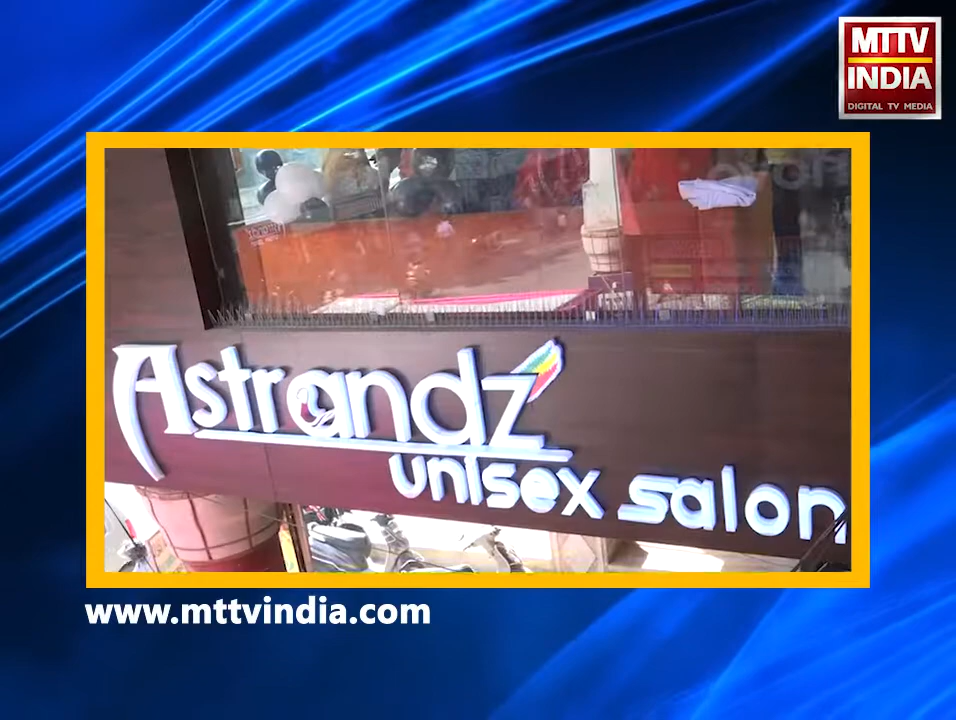 MTTV
INDIA
DIGITAL TV MEDIA
Astrandz
unisex salon
www.mttvindia.com